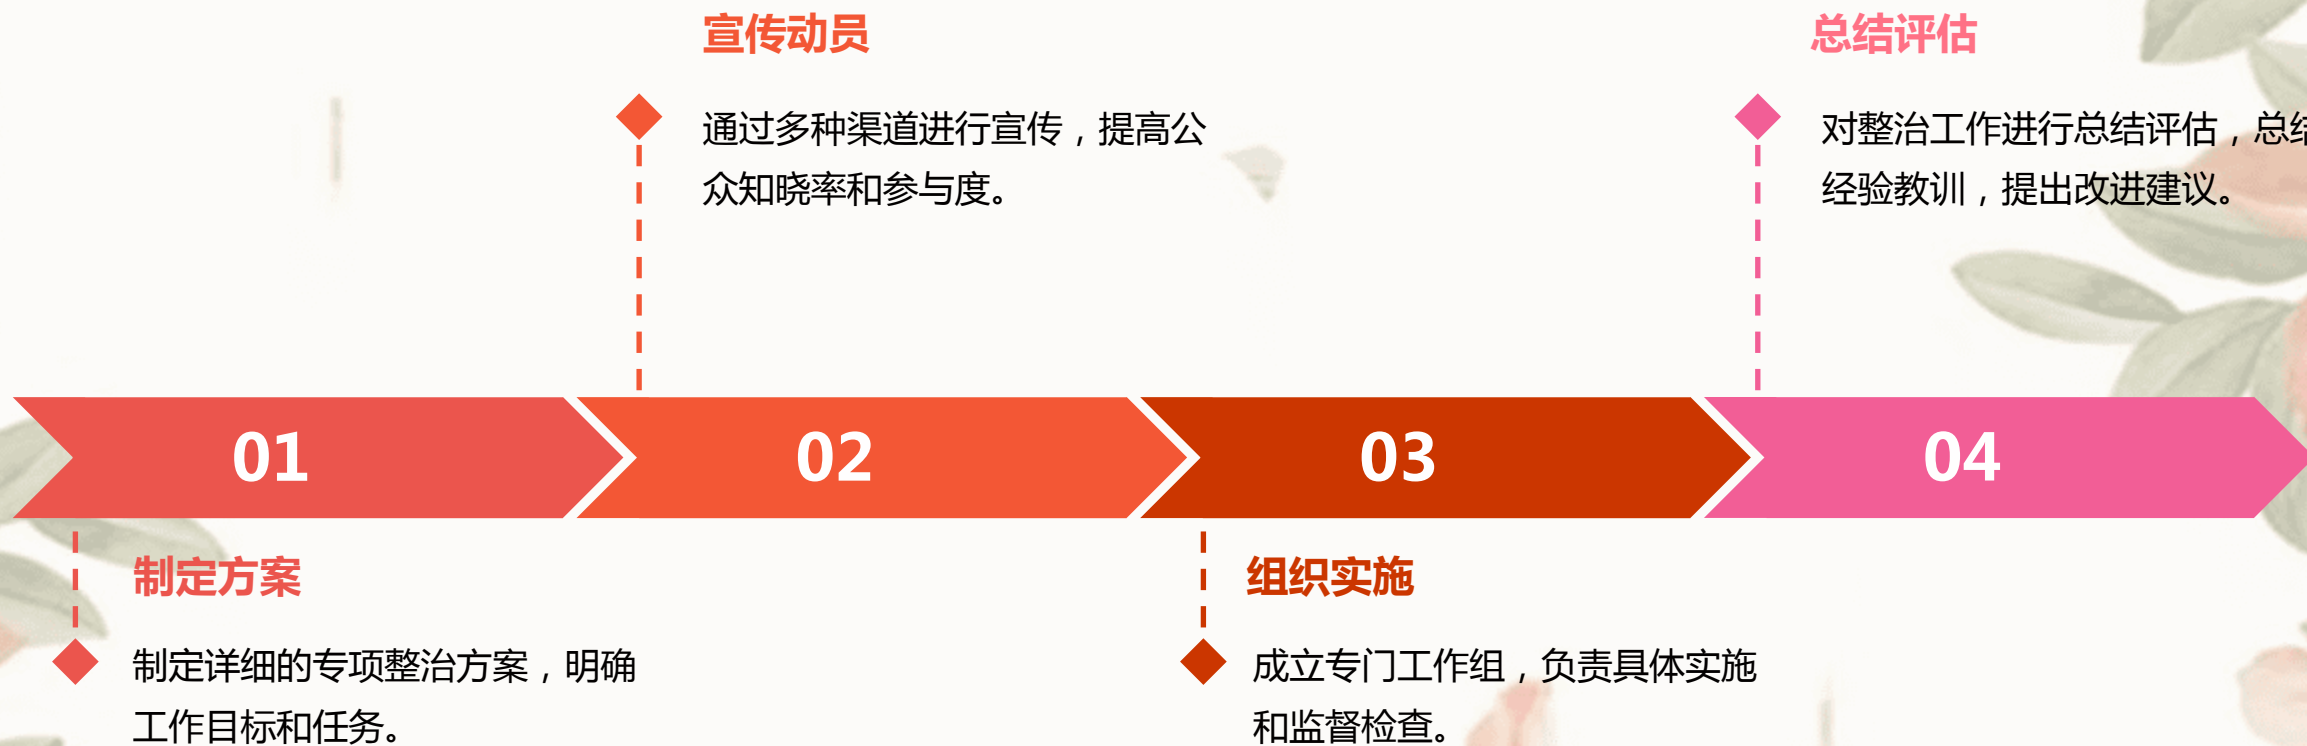 宣传动员
通过多种渠道进行宣传，提高公
众知晓率和参与度。
总结评估
对整治工作进行总结评估，总结
经验教训，提出改进建议。
01
02
03
04
制定方案
制定详细的专项整治方案，明确
工作目标和任务。
组织实施
成立专门工作组，负责具体实施
和监督检查。